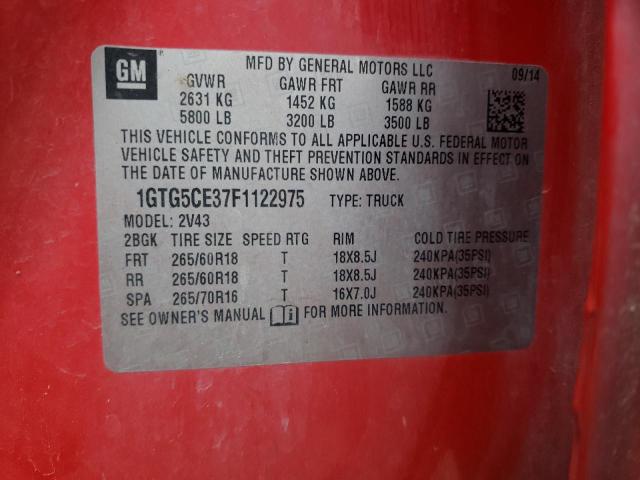 GM
MFD BY GENERAL MOTORS LLC
09/14
GVWR GAWR FRT GAWR RR
2631 KG 1452 KG 1588 KG
5800 LB 3200 LB 3500 LB
THIS VEHICLE CONFORMS TO ALL APPLICABLE U.S. FEDERAL MOTOR
VEHICLE SAFETY AND THEFT PREVENTION STANDARDS IN EFFECT ON
THE DATE OF MANUFACTURE SHOWN ABOVE.
1GTG5CE37F1122975 TYPE: TRUCK
MODEL: 2V43
2BGK TIRE SIZE SPEED RTG RIM COLD TIRE PRESSURE
FRT 265/60R18 T 18X8.5J 240KPA(35PSI)
RR 265/60R18 T 18X8.5J 240KPA(35PSI)
SPA 265/70R16 T 16X7.0J 240KPA(35PSI)
SEE OWNER'S MANUAL FOR MORE INFORMATION.